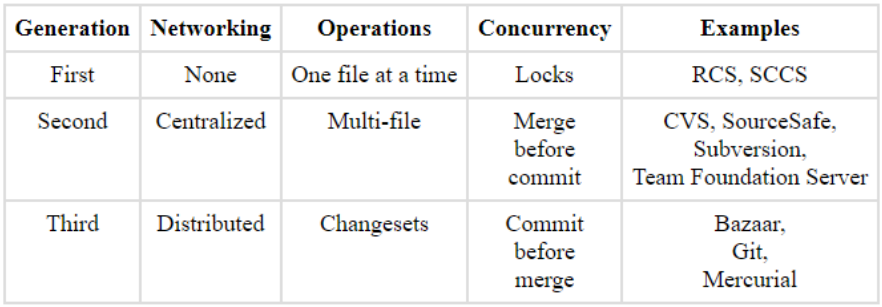 Generation Networking Operations Concurrency Examples
First None One file at a time Locks RCS, SCCS
Second Centralized Multi-file Merge before commit CVS, SourceSafe, Subversion, Team Foundation Server
Third Distributed Changesets Commit before merge Bazaar, Git, Mercurial